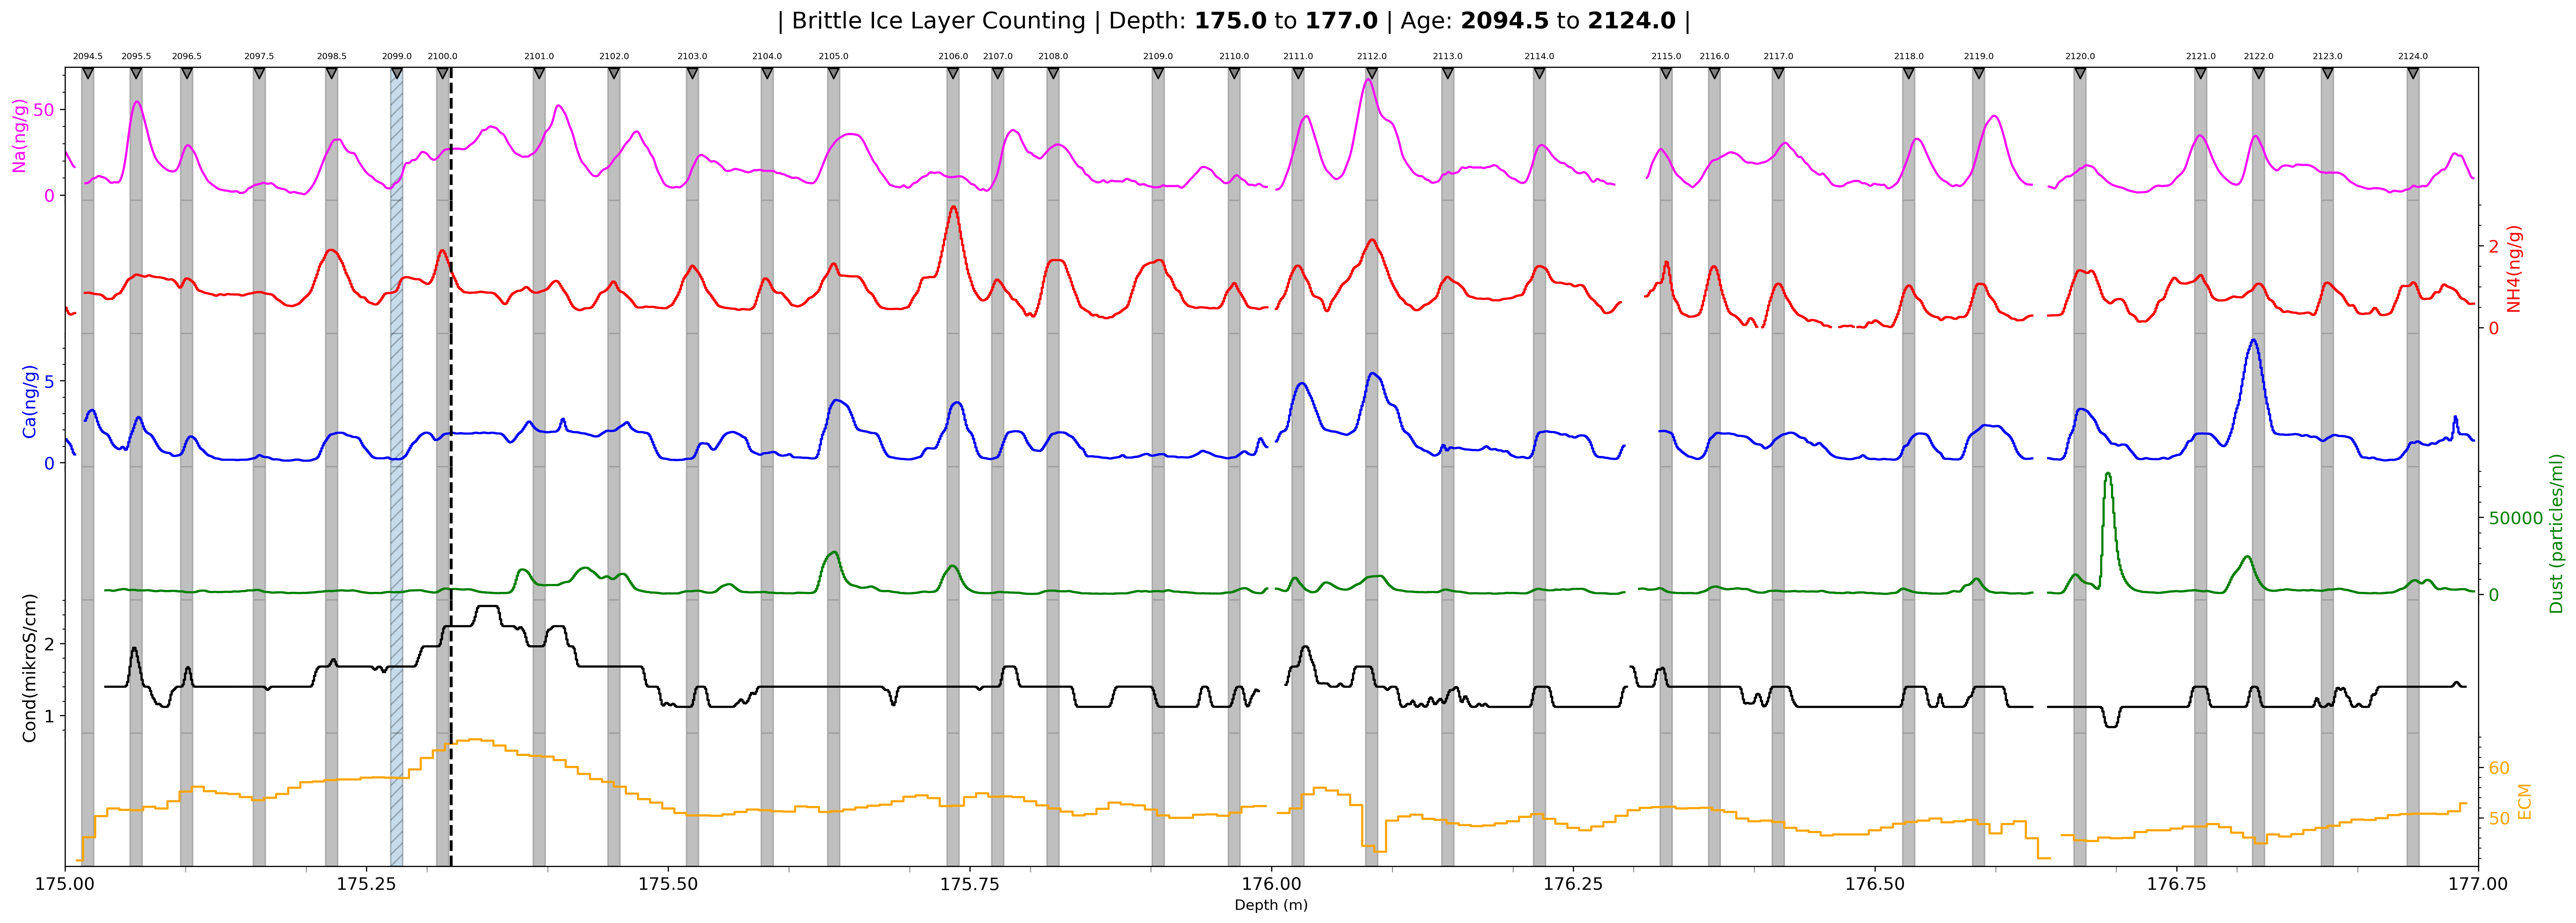 | Brittle Ice Layer Counting | Depth: 175.0 to 177.0 | Age: 2094.5 to 2124.0 |
2094.5 2095.5 2096.5 2097.5 2098.5 2099.0 2100.0 2101.0 2102.0 2103.0 2104.0 2105.0 2106.0 2107.0 2108.0 2109.0 2110.0 2111.0 2112.0 2113.0 2114.0 2115.0 2116.0 2117.0 2118.0 2119.0 2120.0 2121.0 2122.0 2123.0 2124.0
Na(ng/g)
50
0
NH4(ng/g)
2
0
Ca(ng/g)
5
0
Dust (particles/ml)
50000
0
Cond(mikroS/cm)
2
1
ECM
60
50
175.00 175.25 175.50 175.75 176.00 176.25 176.50 176.75 177.00
Depth (m)